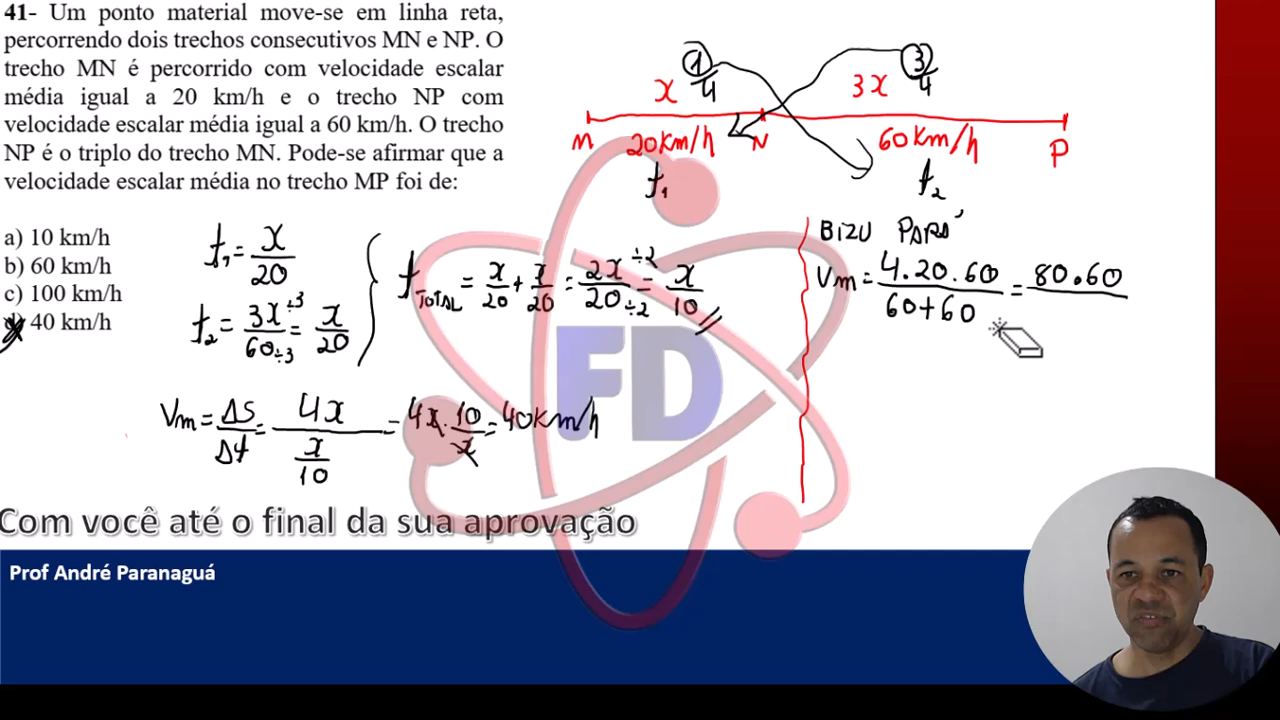 41- Um ponto material move-se em linha reta,
percorrendo dois trechos consecutivos MN e NP. O
trecho MN é percorrido com velocidade escalar
média igual a 20 km/h e o trecho NP com
velocidade escalar média igual a 60 km/h. O trecho
NP é o triplo do trecho MN. Pode-se afirmar que a
velocidade escalar média no trecho MP foi de:
a) 10 km/h
b) 60 km/h
c) 100 km/h
d) 40 km/h
1/4 3/4
x 3x
M 20km/h N 60km/h P
t₁ t₂
t₁ = x/20
t₂ = 3x÷3/60÷3 = x/20
t TOTAL = x/20 + x/20 = 2x÷2/20÷2 = x/10
Vm = ΔS/Δt = 4x/(x/10) = 4x · 10/x = 40km/h
BIZU PARÁ
Vm = 4.20.60/60+60 = 80.60
FD
Com você até o final da sua aprovação
Prof André Paranaguá